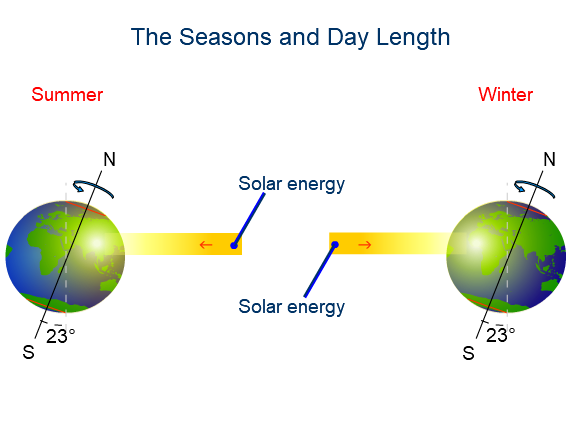 The Seasons and Day Length
Summer
Winter
N
N
Solar energy
Solar energy
23°
23°
S
S